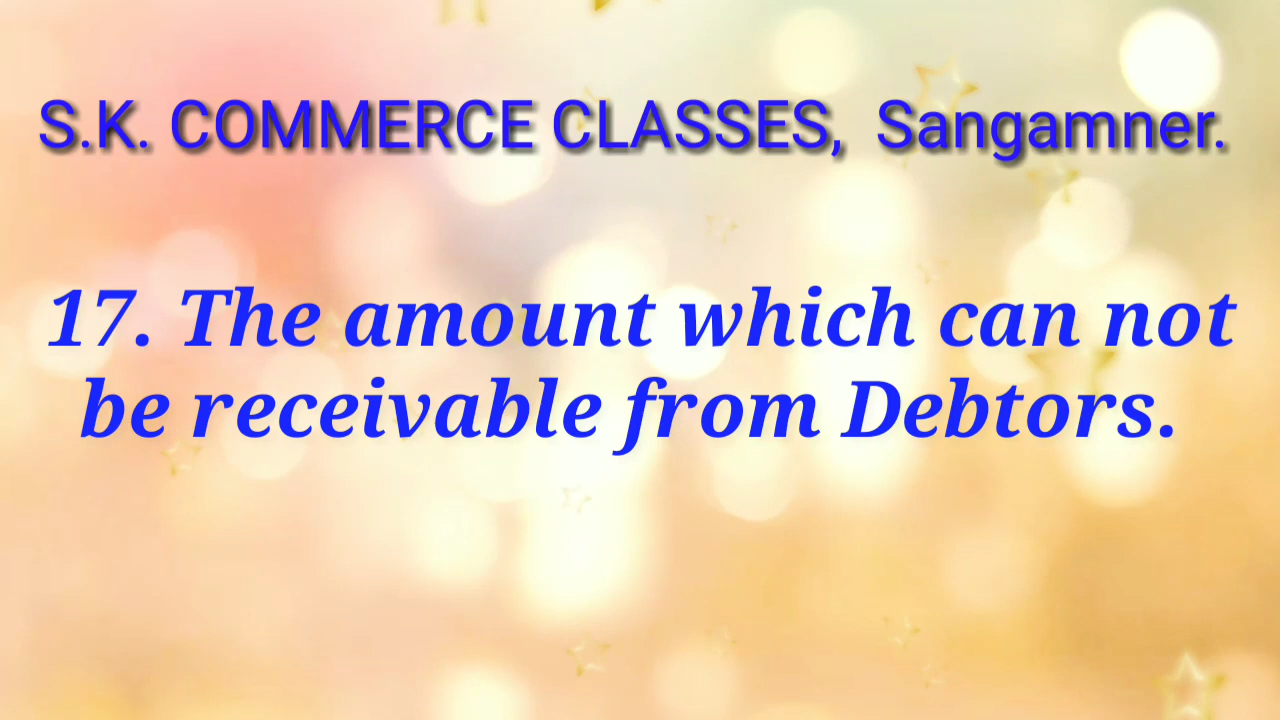 S.K. COMMERCE CLASSES, Sangamner.
17. The amount which can not
be receivable from Debtors.